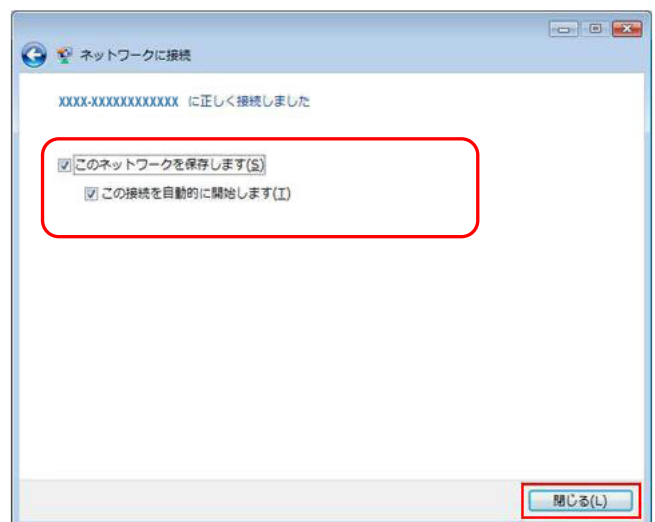 ネットワークに接続
XXXX-XXXXXXXXXXXX に正しく接続しました
このネットワークを保存します(S)
この接続を自動的に開始します(T)
閉じる(L)